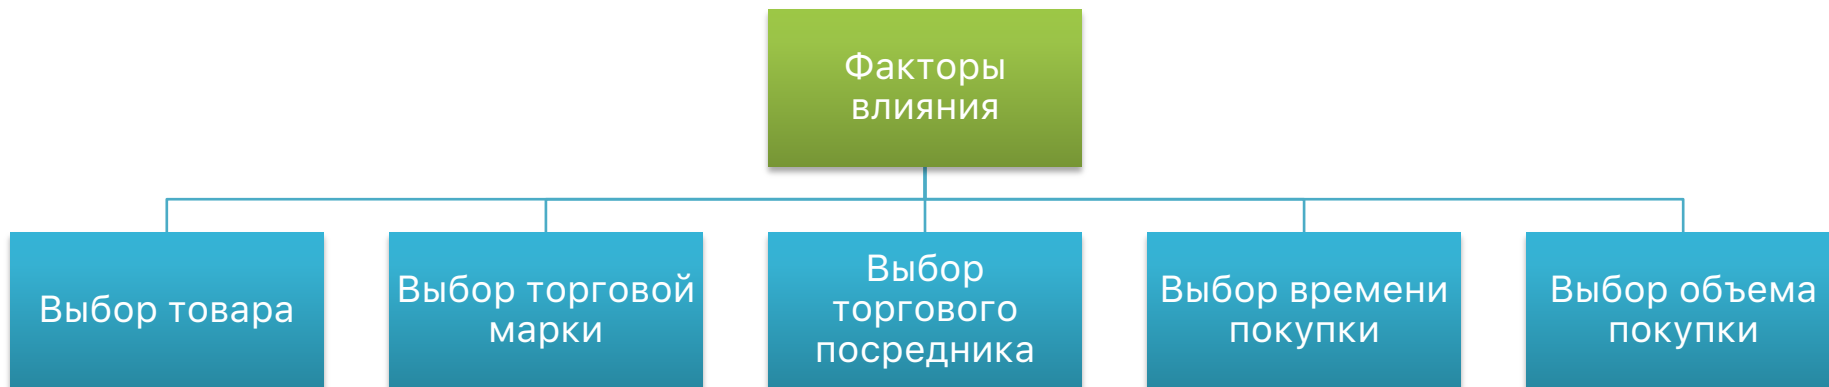 Факторы
влияния
Выбор товара
Выбор торговой
марки
Выбор
торгового
посредника
Выбор времени
покупки
Выбор объема
покупки